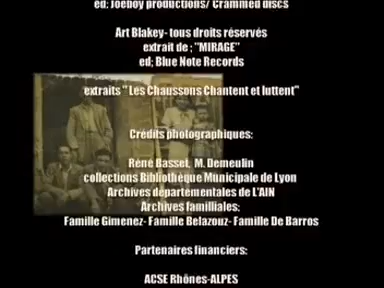 ed; Joeboy productions/ Crammed discs
Art Blakey- tous droits réservés
extrait de ; "MIRAGE"
ed; Blue Note Records
extraits " Les Chaussons Chantent et luttent"
Crédits photographiques:
Réné Basset, M. Demeulin
collections Bibliothèque Municipale de Lyon
Archives départementales de L'AIN
Archives familliales:
Famille Gimenez- Famille Belazouz- Famille De Barros
Partenaires financiers:
ACSE Rhônes-ALPES